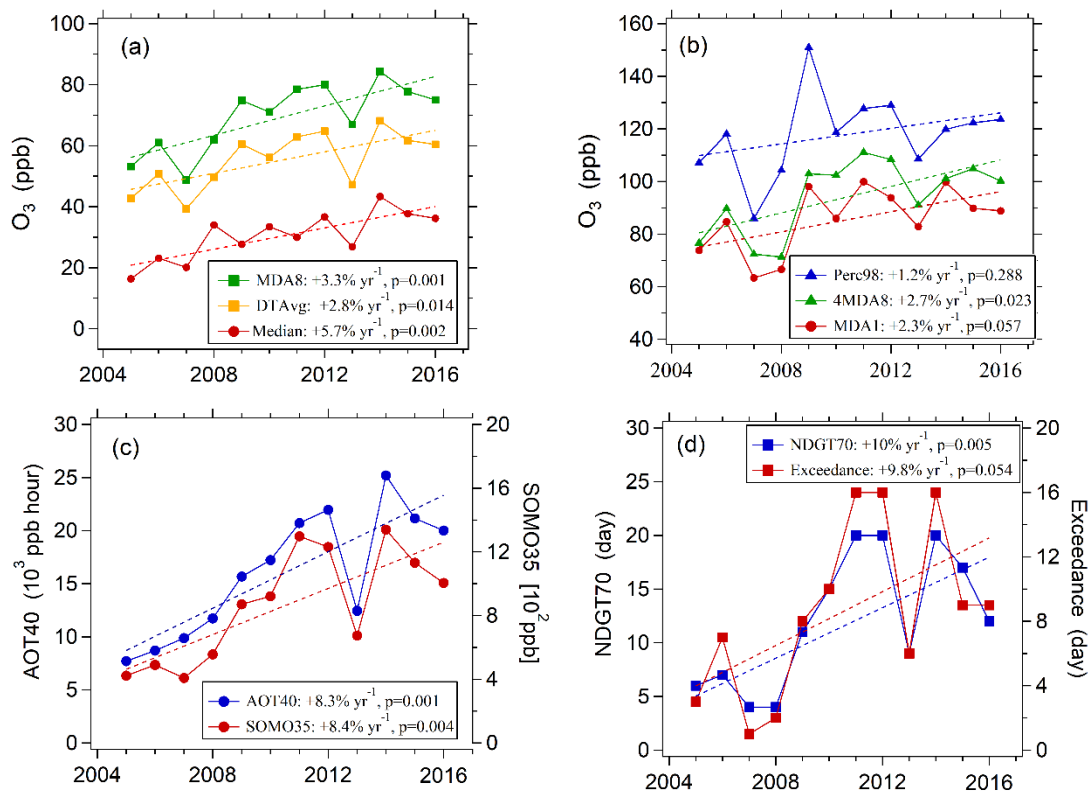 (a)
100
80
60
40
20
0
O3 (ppb)
MDA8: +3.3% yr-1, p=0.001
DTAvg: +2.8% yr-1, p=0.014
Median: +5.7% yr-1, p=0.002
2004
2008
2012
2016
(b)
160
140
120
100
80
60
40
O3 (ppb)
Perc98: +1.2% yr-1, p=0.288
4MDA8: +2.7% yr-1, p=0.023
MDA1: +2.3% yr-1, p=0.057
2004
2008
2012
2016
(c)
30
25
20
15
10
5
0
AOT40 (10^3 ppb hour)
20
16
12
8
4
0
SOMO35 [10^2 ppb]
AOT40: +8.3% yr-1, p=0.001
SOMO35: +8.4% yr-1, p=0.004
2004
2008
2012
2016
(d)
30
25
20
15
10
5
0
NDGT70 (day)
NDGT70: +10% yr-1, p=0.005
Exceedance: +9.8% yr-1, p=0.054
20
16
12
8
4
0
Exceedance (day)
2004
2008
2012
2016